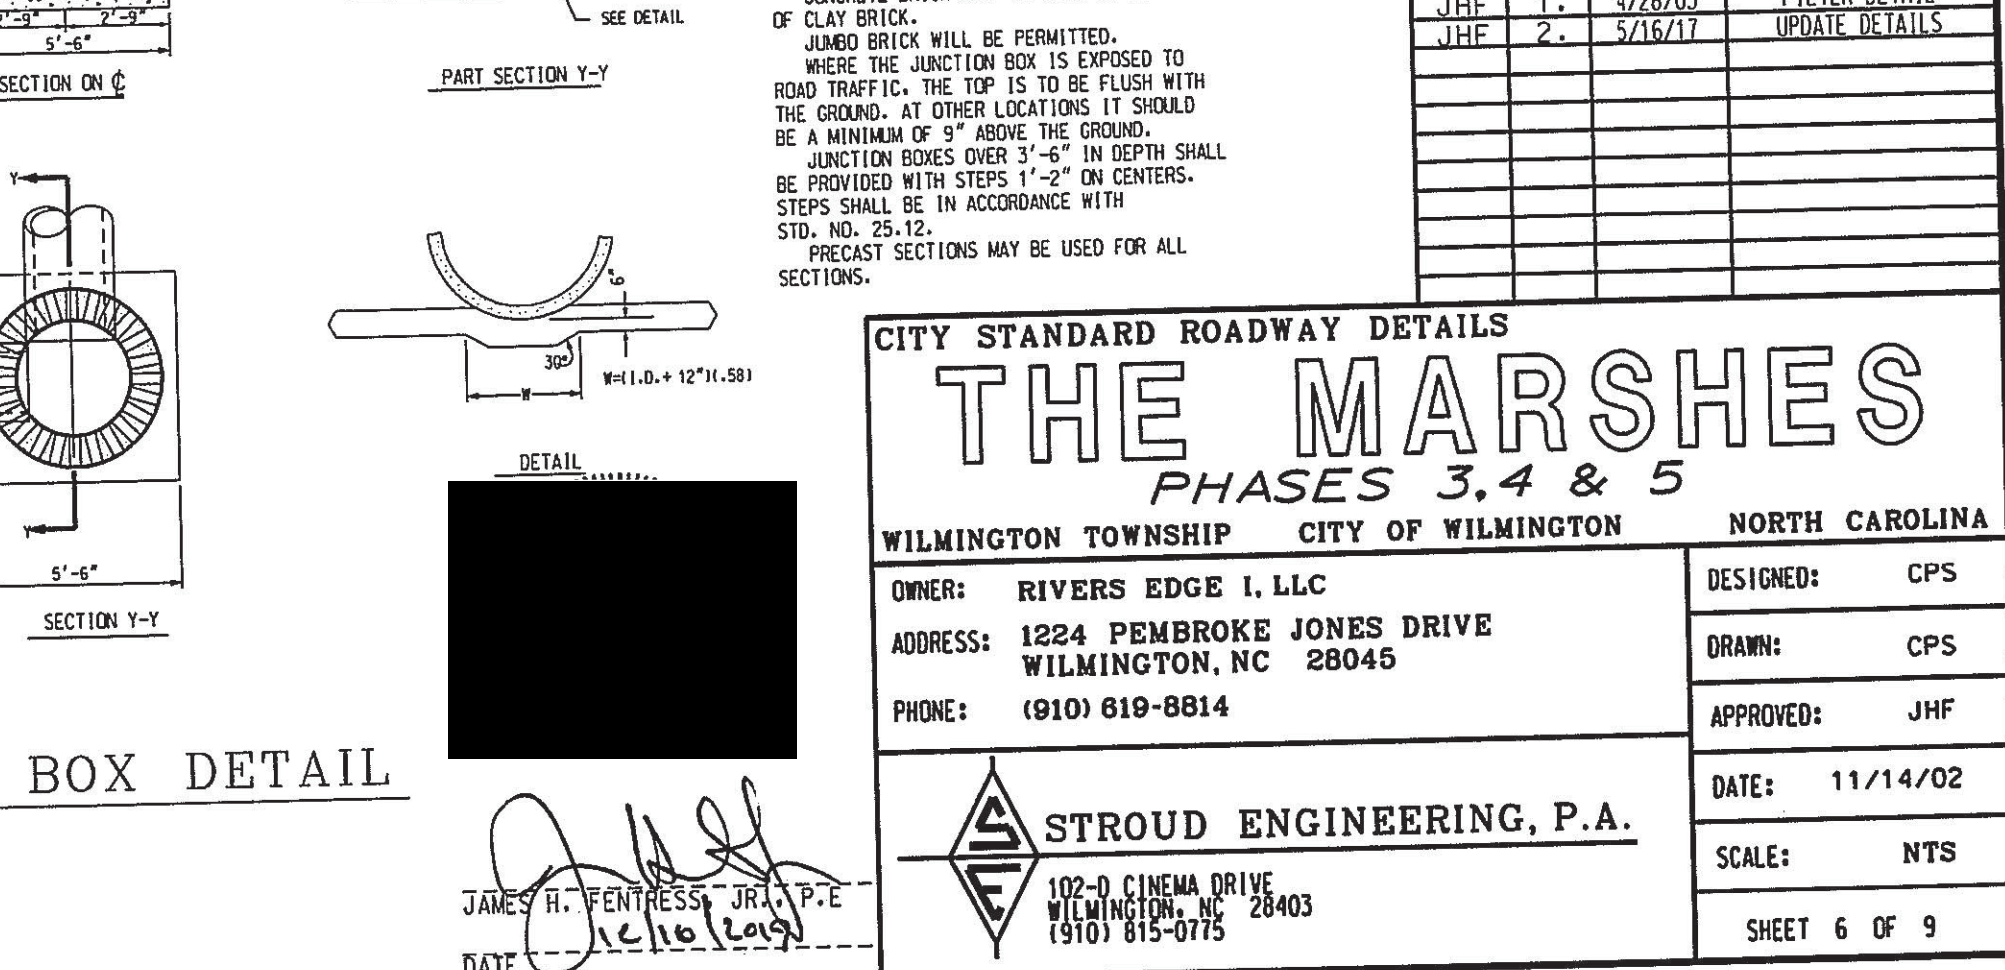 2'-9"
5'-6"
SECTION ON ℄
SEE DETAIL
PART SECTION Y-Y
OF CLAY BRICK.
JUMBO BRICK WILL BE PERMITTED.
WHERE THE JUNCTION BOX IS EXPOSED TO
ROAD TRAFFIC. THE TOP IS TO BE FLUSH WITH
THE GROUND. AT OTHER LOCATIONS IT SHOULD
BE A MINIMUM OF 9" ABOVE THE GROUND.
JUNCTION BOXES OVER 3'-6" IN DEPTH SHALL
BE PROVIDED WITH STEPS 1'-2" ON CENTERS.
STEPS SHALL BE IN ACCORDANCE WITH
STD. NO. 25.12.
PRECAST SECTIONS MAY BE USED FOR ALL
SECTIONS.
JHF 1. 4/28/05
JHF 2. 5/16/17 UPDATE DETAILS
Y
Y
5'-6"
SECTION Y-Y
6"
30°
W
W=(I.D.+ 12")(.58)
DETAIL
BOX DETAIL
JAMES H. FENTRESS, JR., P.E
DATE
CITY STANDARD ROADWAY DETAILS
THE MARSHES
PHASES 3,4 & 5
WILMINGTON TOWNSHIP CITY OF WILMINGTON NORTH CAROLINA
OWNER: RIVERS EDGE I, LLC
ADDRESS: 1224 PEMBROKE JONES DRIVE
WILMINGTON, NC 28045
PHONE: (910) 619-8814
DESIGNED: CPS
DRAWN: CPS
APPROVED: JHF
DATE: 11/14/02
SCALE: NTS
SHEET 6 OF 9
SE
STROUD ENGINEERING, P.A.
102-D CINEMA DRIVE
WILMINGTON, NC 28403
(910) 815-0775